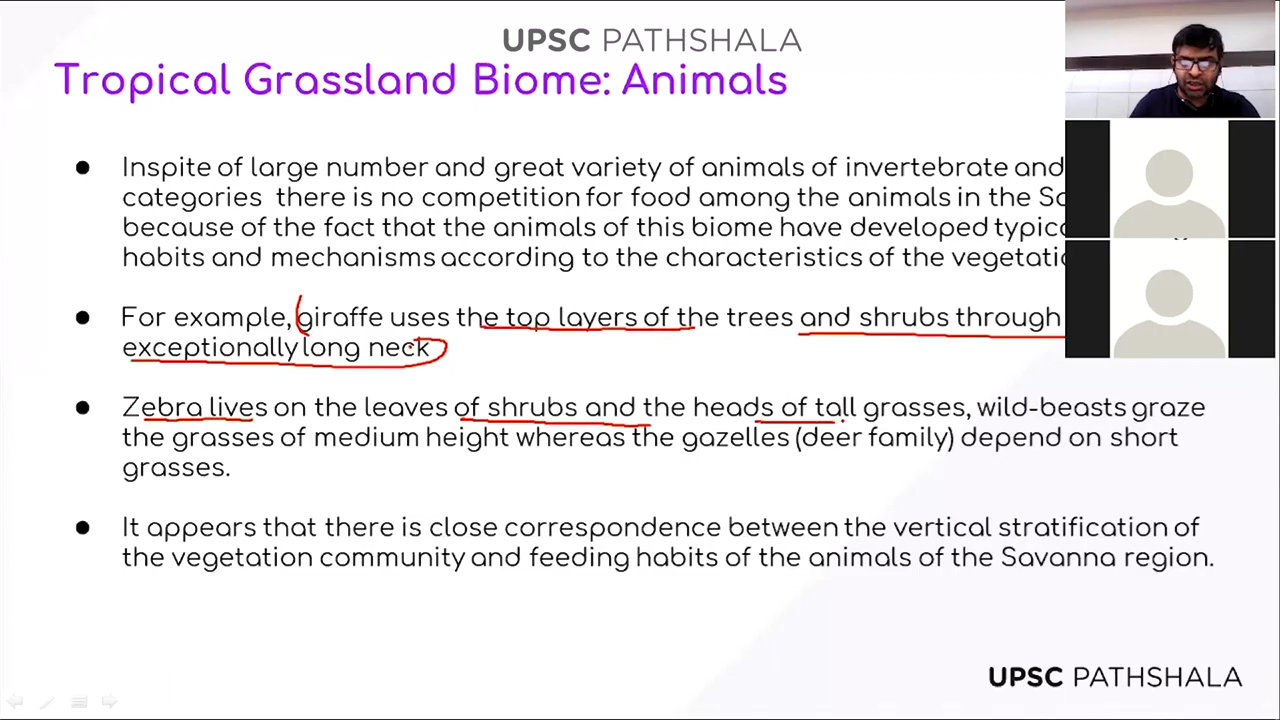 UPSC PATHSHALA
Tropical Grassland Biome: Animals
● Inspite of large number and great variety of animals of invertebrate and
categories there is no competition for food among the animals in the
because of the fact that the animals of this biome have developed
habits and mechanisms according to the characteristics of the
● For example, giraffe uses the top layers of the trees and shrubs through
exceptionally long neck
● Zebra lives on the leaves of shrubs and the heads of tall grasses, wild-beasts graze
the grasses of medium height whereas the gazelles (deer family) depend on short
grasses.
● It appears that there is close correspondence between the vertical stratification of
the vegetation community and feeding habits of the animals of the Savanna region.
UPSC PATHSHALA